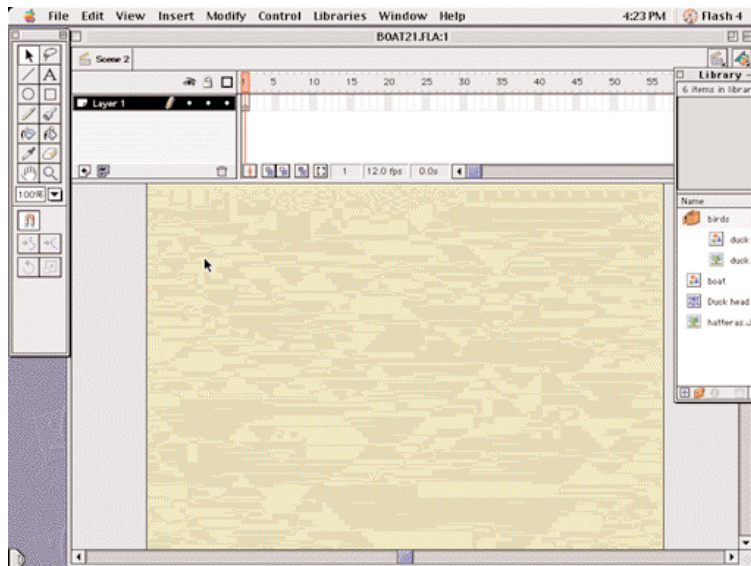 File Edit View Insert Modify Control Libraries Window Help 4:23 PM Flash 4
BOAT21.FLA:1
Scene 2
Library
6 items in librar
1 5 10 15 20 25 30 35 40 45 50 55
Layer 1
1 12.0 fps 0.0s
A
100%
Name
birds
duck
duck.
boat
Duck head
hatteras.J